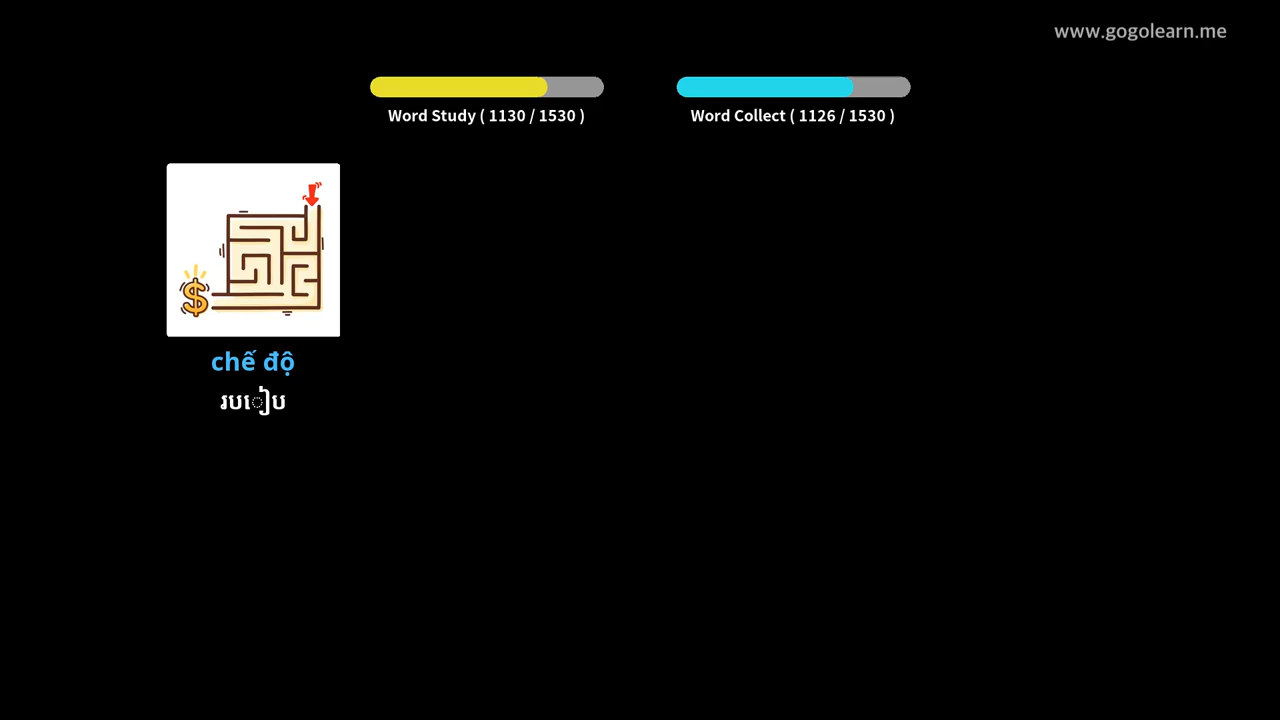 www.gogolearn.me
Word Study ( 1130 / 1530 )
Word Collect ( 1126 / 1530 )
$
chế độ
របៀប